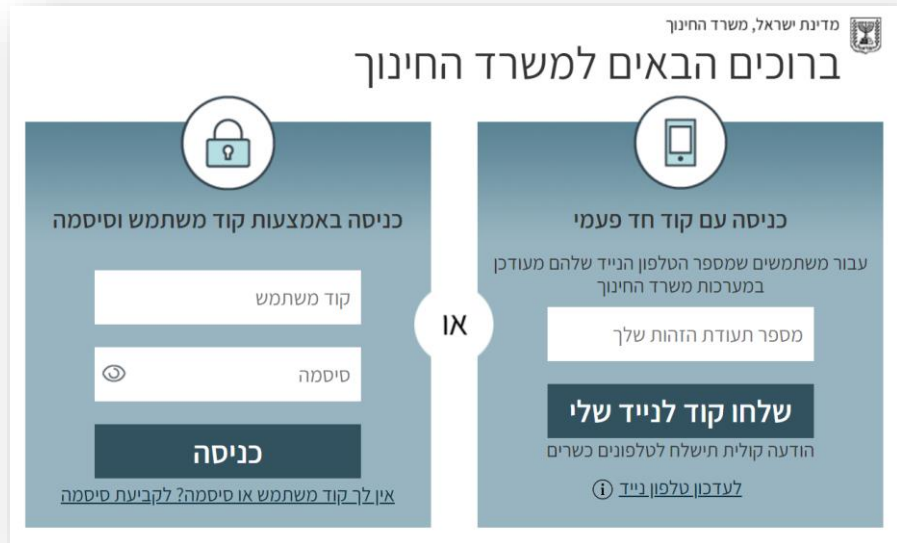 מדינת ישראל, משרד החינוך
ברוכים הבאים למשרד החינוך
כניסה עם קוד חד פעמי
עבור משתמשים שמספר הטלפון הנייד שלהם מעודכן
במערכות משרד החינוך
מספר תעודת הזהות שלך
שלחו קוד לנייד שלי
הודעה קולית תישלח לטלפונים כשרים
לעדכון טלפון נייד
או
כניסה באמצעות קוד משתמש וסיסמה
קוד משתמש
סיסמה
כניסה
אין לך קוד משתמש או סיסמה? לקביעת סיסמה